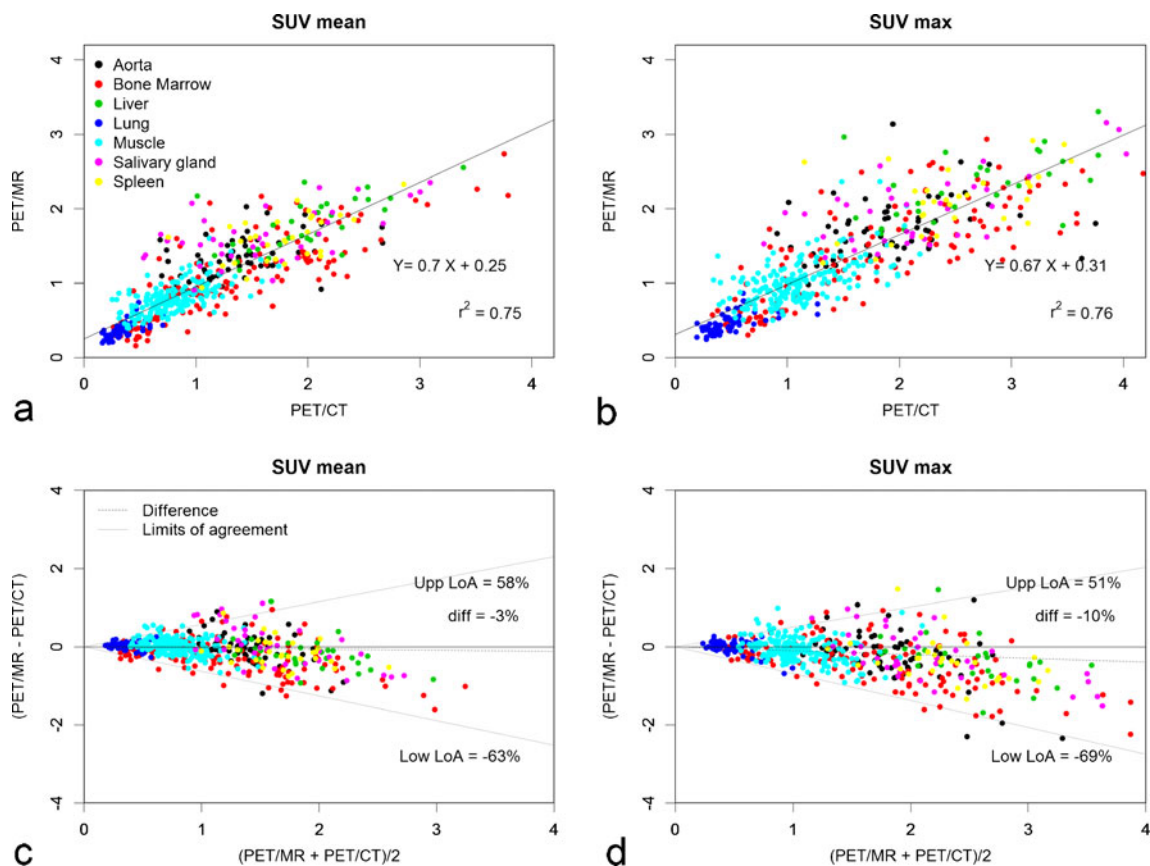 SUV mean
4
3
2
1
0
PET/MR
Aorta
Bone Marrow
Liver
Lung
Muscle
Salivary gland
Spleen
Y= 0.7 X + 0.25
r² = 0.75
0 1 2 3 4
PET/CT
a
SUV max
4
3
2
1
0
PET/MR
Y= 0.67 X + 0.31
r² = 0.76
0 1 2 3 4
PET/CT
b
SUV mean
4
2
0
-2
-4
(PET/MR - PET/CT)
Difference
Limits of agreement
Upp LoA = 58%
diff = -3%
Low LoA = -63%
0 1 2 3 4
(PET/MR + PET/CT)/2
c
SUV max
4
2
0
-2
-4
(PET/MR - PET/CT)
Upp LoA = 51%
diff = -10%
Low LoA = -69%
0 1 2 3 4
(PET/MR + PET/CT)/2
d